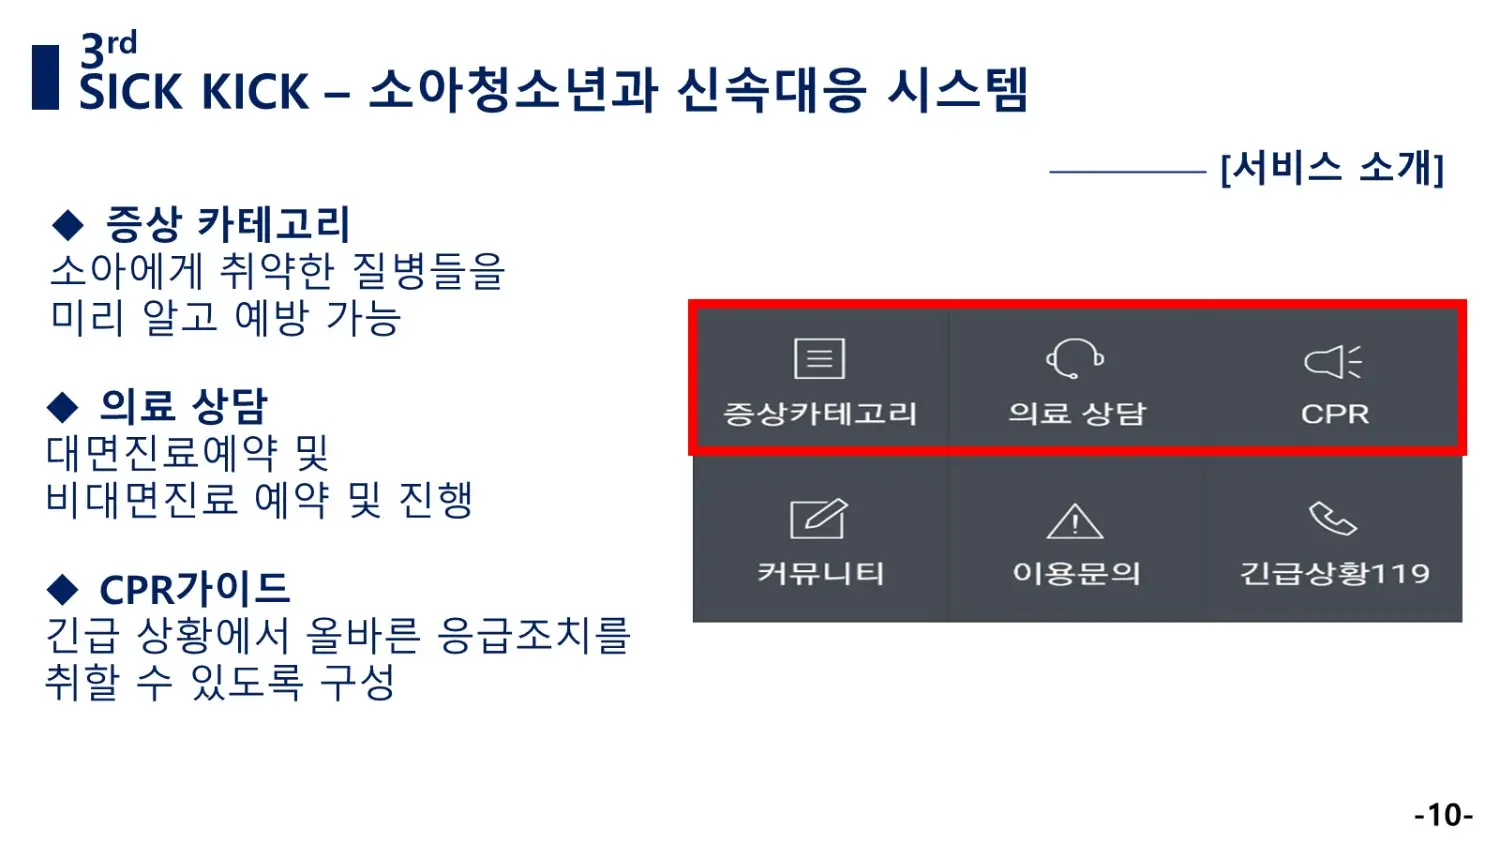 3rd
SICK KICK – 소아청소년과 신속대응 시스템
[서비스 소개]
◆ 증상 카테고리
소아에게 취약한 질병들을
미리 알고 예방 가능
◆ 의료 상담
대면진료예약 및
비대면진료 예약 및 진행
◆ CPR가이드
긴급 상황에서 올바른 응급조치를
취할 수 있도록 구성
증상카테고리
의료 상담
CPR
커뮤니티
이용문의
긴급상황119
-10-